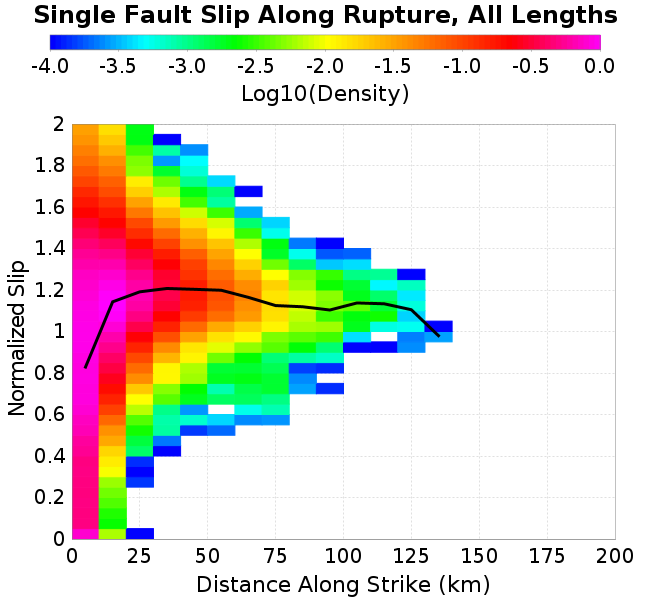 Single Fault Slip Along Rupture, All Lengths
-4.0 -3.5 -3.0 -2.5 -2.0 -1.5 -1.0 -0.5 0.0
Log10(Density)
2
1.8
1.6
1.4
1.2
1
0.8
0.6
0.4
0.2
0
Normalized Slip
0 25 50 75 100 125 150 175 200
Distance Along Strike (km)